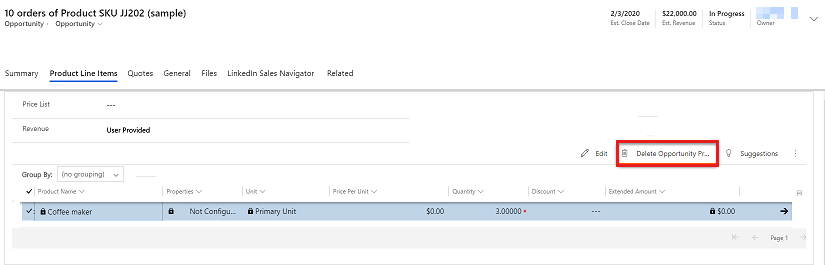 10 orders of Product SKU JJ202 (sample)
Opportunity · Opportunity
2/3/2020
Est. Close Date
$22,000.00
Est. Revenue
In Progress
Status
Owner
Summary Product Line Items Quotes General Files LinkedIn Sales Navigator Related
Price List ---
Revenue User Provided
Edit Delete Opportunity Pr... Suggestions
Group By: (no grouping)
Product Name Properties Unit Price Per Unit Quantity Discount Extended Amount
Coffee maker Not Configu... Primary Unit $0.00 3.00000 * --- $0.00
Page 1